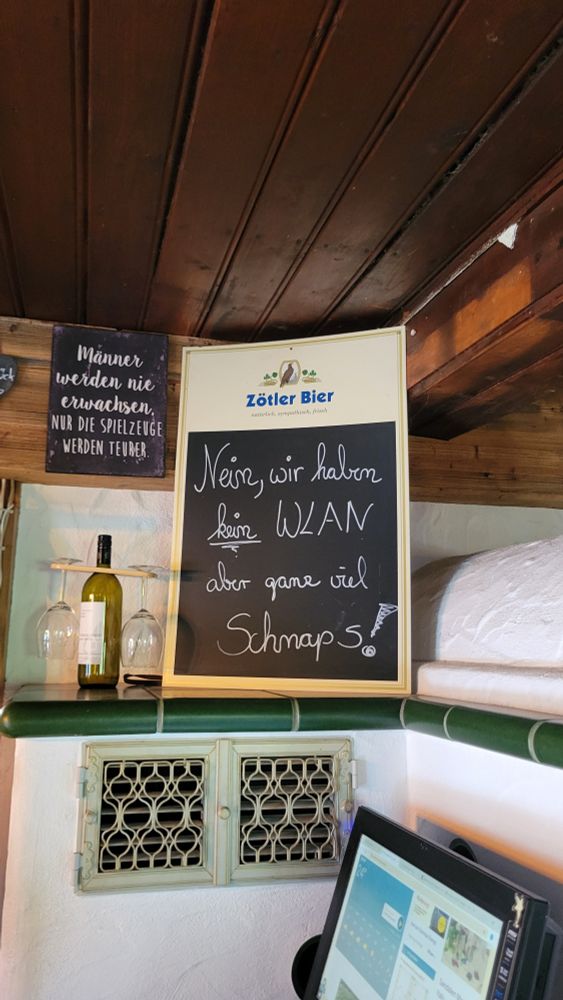 Männer
werden nie
erwachsen,
NUR DIE SPIELZEUGE
WERDEN TEURER.
Zötler Bier
natürlich, sympathisch, frisch
Nein, wir haben
kein WLAN
aber ganz viel
Schnaps!